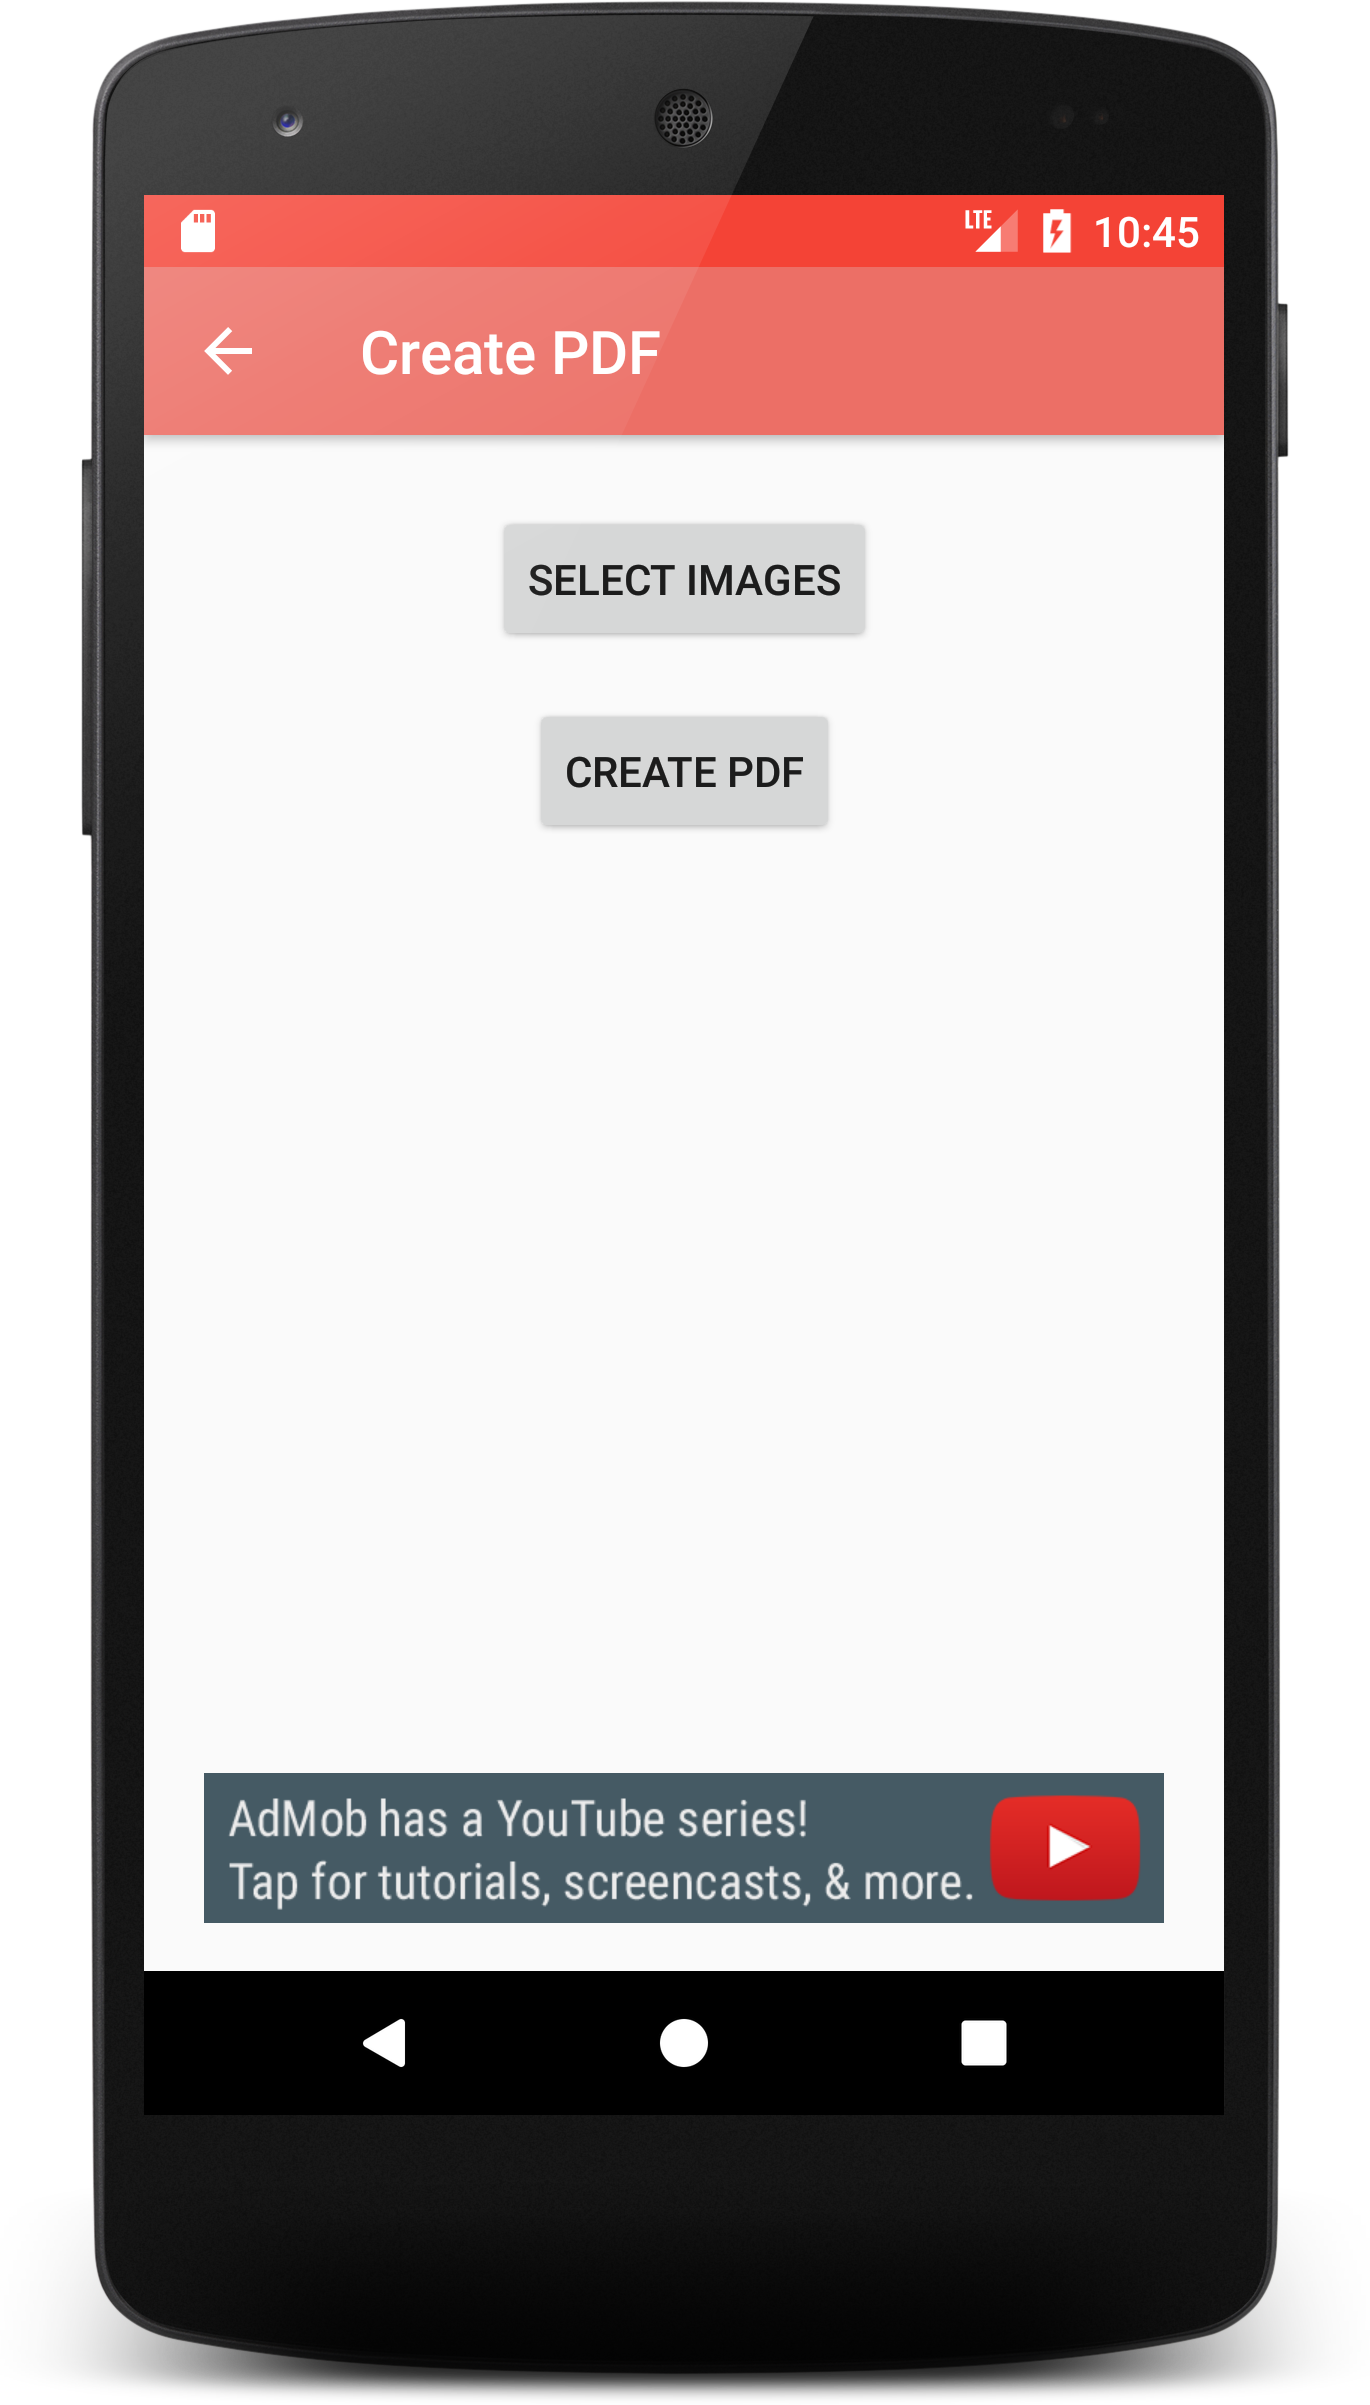 LTE 10:45
Create PDF
SELECT IMAGES
CREATE PDF
AdMob has a YouTube series!
Tap for tutorials, screencasts, & more.